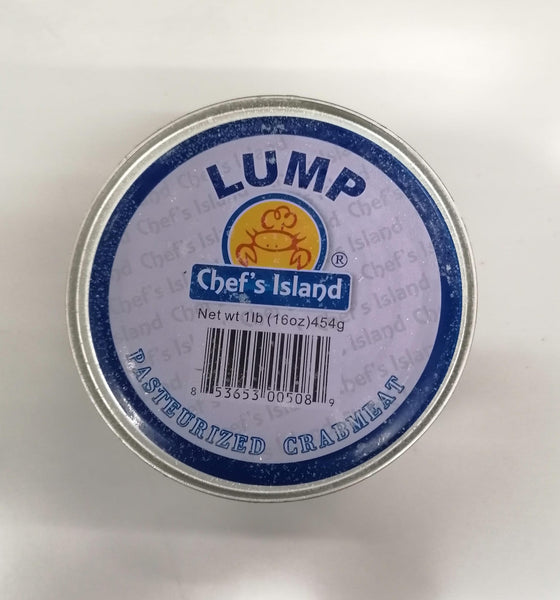 LUMP
®
Chef's Island
Net wt 1lb (16oz)454g
8 53653 00508 9
PASTEURIZED CRABMEAT